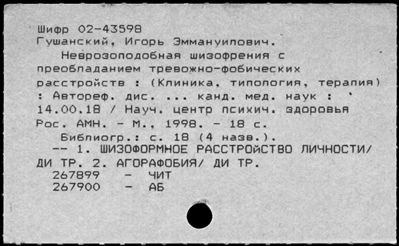 Шифр 02-43598
Гушанский, Игорь Эммануилович.
Неврозоподобная шизофрения с
преобладанием тревожно-фобических
расстройств : (Клиника, типология, терапия)
: Автореф. дис. ... канд. мед. наук :
14.00.18 / Науч. центр психич. здоровья
Рос. АМН. - М., 1998. - 18 с.
Библиогр.: с. 18 (4 назв.).
-- 1. ШИЗОФОРМНОЕ РАССТРОЙСТВО ЛИЧНОСТИ/
ДИ ТР. 2. АГОРАФОБИЯ/ ДИ ТР.
267899 - ЧИТ
267900 - АБ